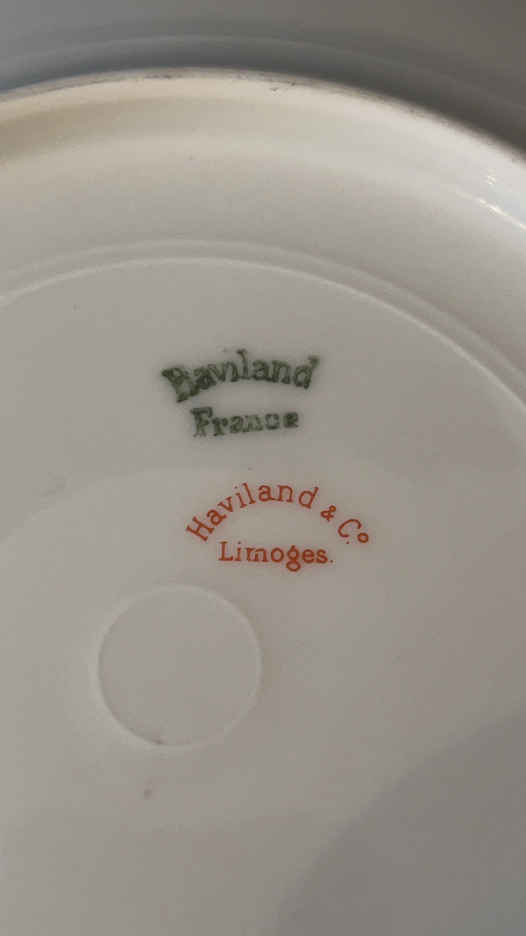 Haviland
France
Haviland & Co.
Limoges.